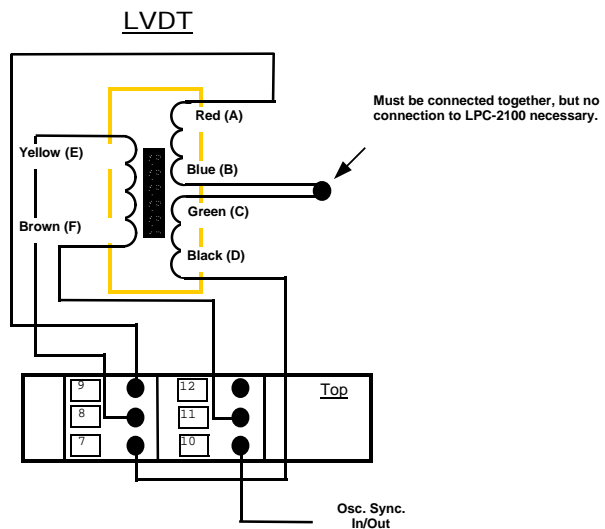 LVDT
Must be connected together, but no
connection to LPC-2100 necessary.
Red (A)
Yellow (E)
Blue (B)
Green (C)
Brown (F)
Black (D)
9
12
Top
8
11
7
10
Osc. Sync.
In/Out